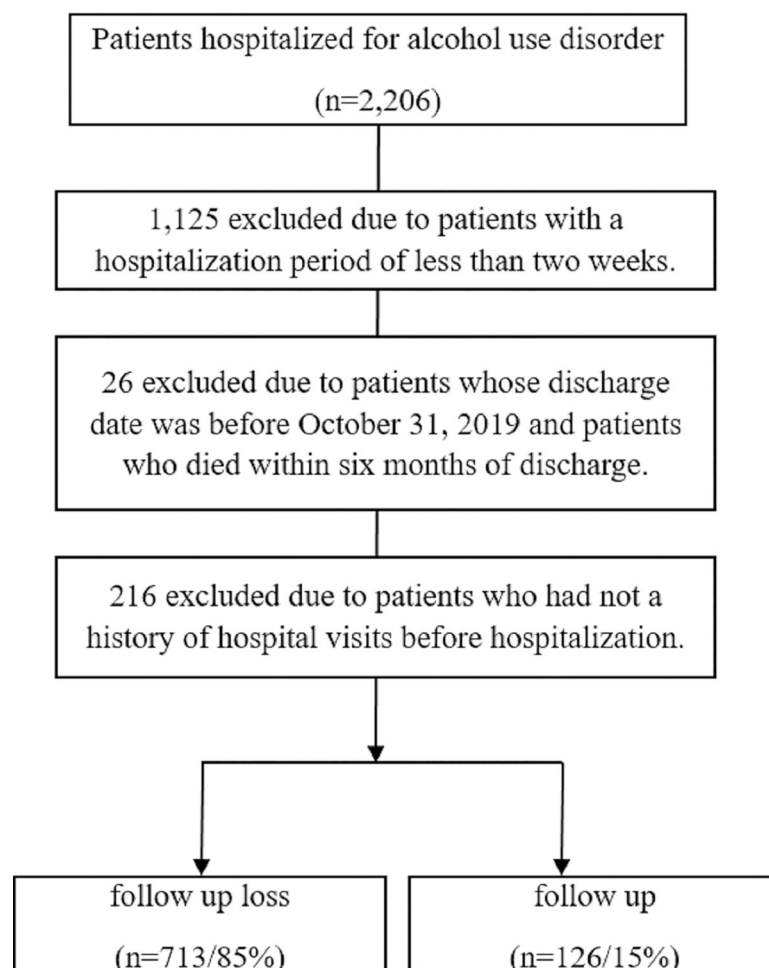 Patients hospitalized for alcohol use disorder
(n=2,206)
1,125 excluded due to patients with a
hospitalization period of less than two weeks.
26 excluded due to patients whose discharge
date was before October 31, 2019 and patients
who died within six months of discharge.
216 excluded due to patients who had not a
history of hospital visits before hospitalization.
follow up loss
(n=713/85%)
follow up
(n=126/15%)